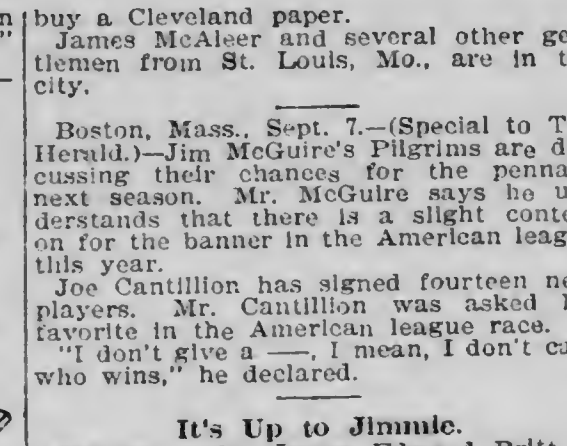 n
"
buy a Cleveland paper.
James McAleer and several other ge
tlemen from St. Louis, Mo., are in t
city.
Boston, Mass., Sept. 7.—(Special to T
Herald.)—Jim McGuire's Pilgrims are d
cussing their chances for the penna
next season. Mr. McGuire says he u
derstands that there is a slight conte
on for the banner in the American leag
this year.
Joe Cantillion has signed fourteen ne
players. Mr. Cantillion was asked h
favorite in the American league race.
"I don't give a —, I mean, I don't ca
who wins," he declared.
It's Up to Jimmie.